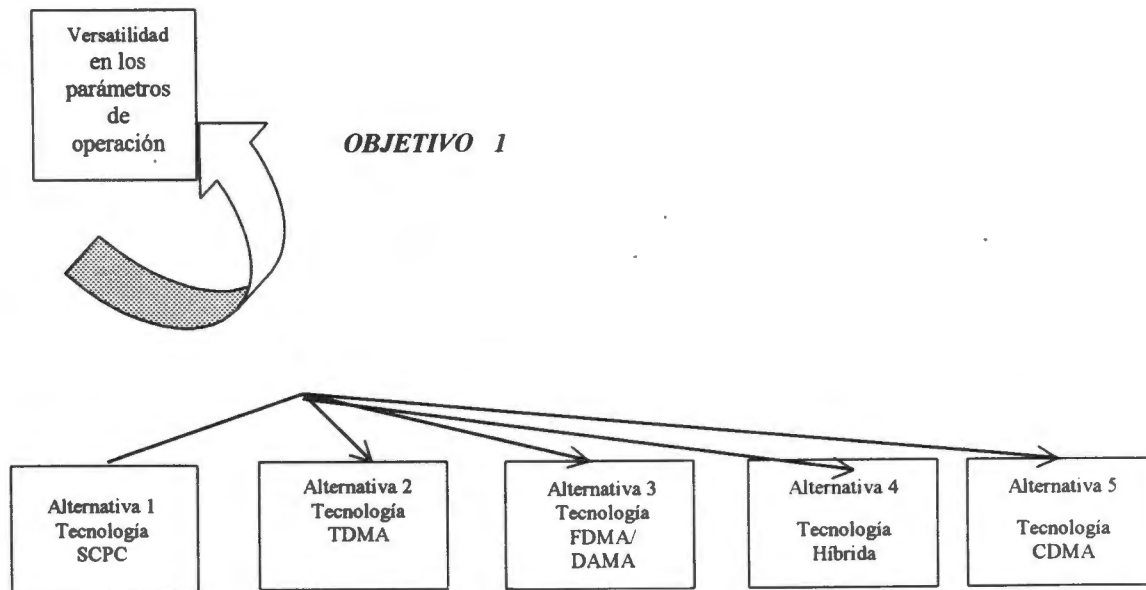 Versatilidad
en los
parámetros
de
operación
OBJETIVO 1
Alternativa 1
Tecnología
SCPC
Alternativa 2
Tecnología
TDMA
Alternativa 3
Tecnología
FDMA/
DAMA
Alternativa 4
Tecnología
Híbrida
Alternativa 5
Tecnología
CDMA